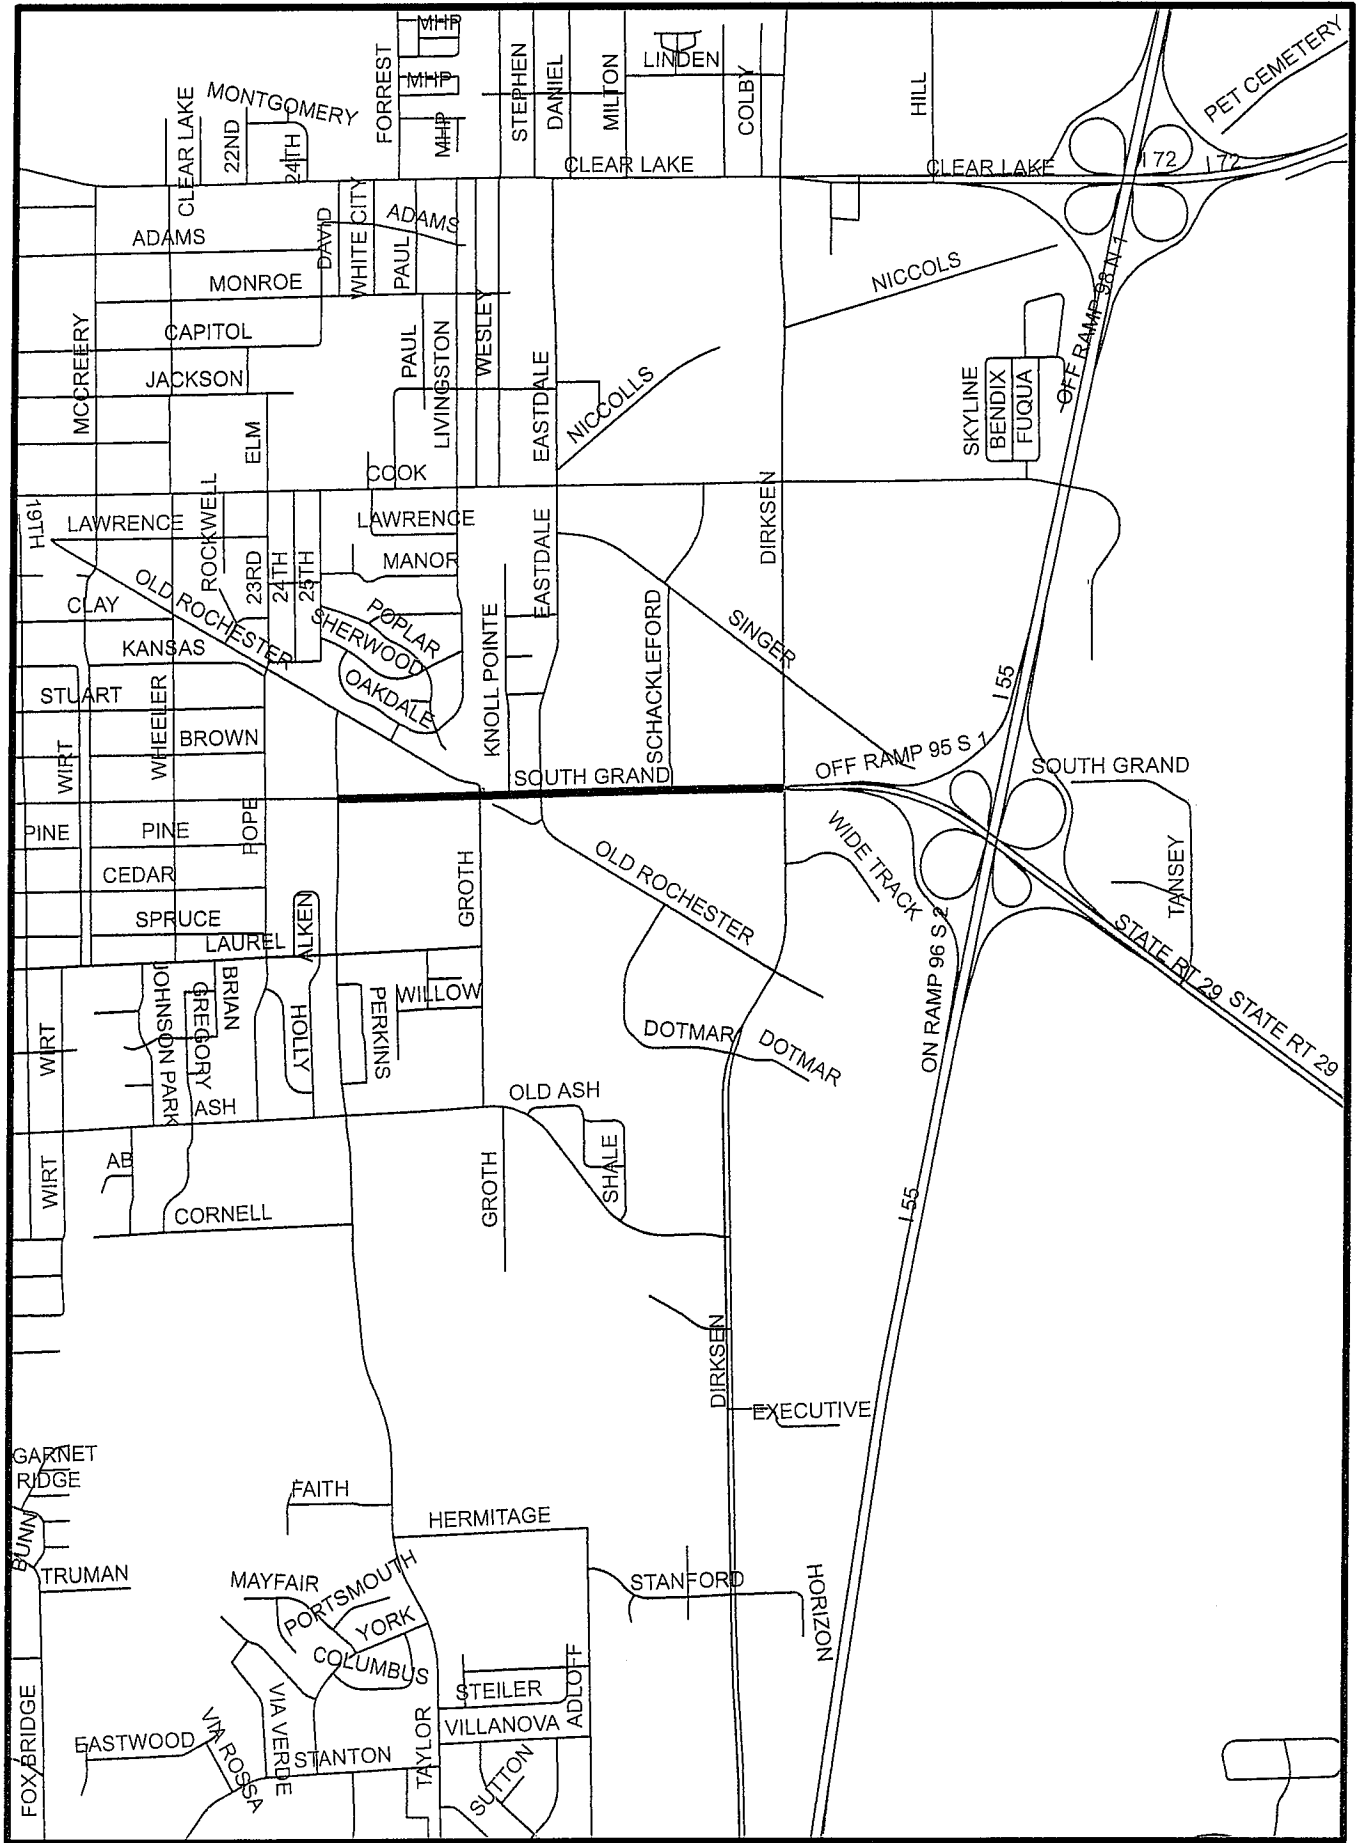 MHP
MHP
MHP
FORREST
STEPHEN
DANIEL
MILTON
LINDEN
COLBY
HILL
PET CEMETERY
MONTGOMERY
CLEAR LAKE
22ND
24TH
CLEAR LAKE
CLEAR LAKE
I 72
I 72
ADAMS
DAVID
WHITE CITY
ADAMS
PAUL
MONROE
NICCOLS
OFF RAMP 98 N 1
CAPITOL
MCCREERY
JACKSON
PAUL
LIVINGSTON
WESLEY
EASTDALE
NICCOLLS
SKYLINE
BENDIX
FUQUA
ELM
COOK
19TH
LAWRENCE
ROCKWELL
LAWRENCE
DIRKSEN
23RD
24TH
25TH
MANOR
EASTDALE
CLAY
OLD ROCHESTER
POPLAR
SHERWOOD
KANSAS
OAKDALE
KNOLL POINTE
SCHACKLEFORD
SINGER
I 55
STUART
WHEELER
BROWN
WIRT
SOUTH GRAND
OFF RAMP 95 S 1
SOUTH GRAND
PINE
PINE
POPE
WIDE TRACK
CEDAR
GROTH
OLD ROCHESTER
TANSEY
SPRUCE
LAUREL
ALKEN
STATE RT 29
STATE RT 29
JOHNSON PARK
GREGORY
BRIAN
HOLLY
PERKINS
WILLOW
WIRT
DOTMAR
DOTMAR
ON RAMP 96 S 2
ASH
OLD ASH
AB
WIRT
GROTH
SHALE
CORNELL
I 55
DIRKSEN
EXECUTIVE
GARNET
RIDGE
FAITH
HERMITAGE
BUNN
TRUMAN
MAYFAIR
PORTSMOUTH
YORK
COLUMBUS
STANFORD
HORIZON
FOXBRIDGE
STEILER
ADLOFF
VILLANOVA
EASTWOOD
VIA ROSSA
VIA VERDE
STANTON
TAYLOR
SUTTON